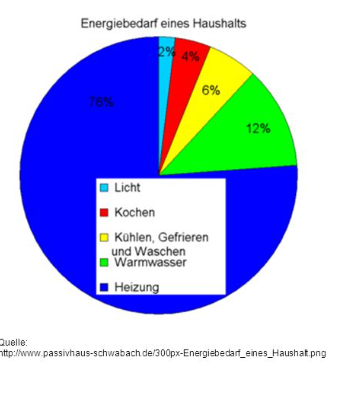 Energiebedarf eines Haushalts
2%
4%
6%
12%
76%
Licht
Kochen
Kühlen, Gefrieren
und Waschen
Warmwasser
Heizung
Quelle:
http://www.passivhaus-schwabach.de/300px-Energiebedarf_eines_Haushalt.png